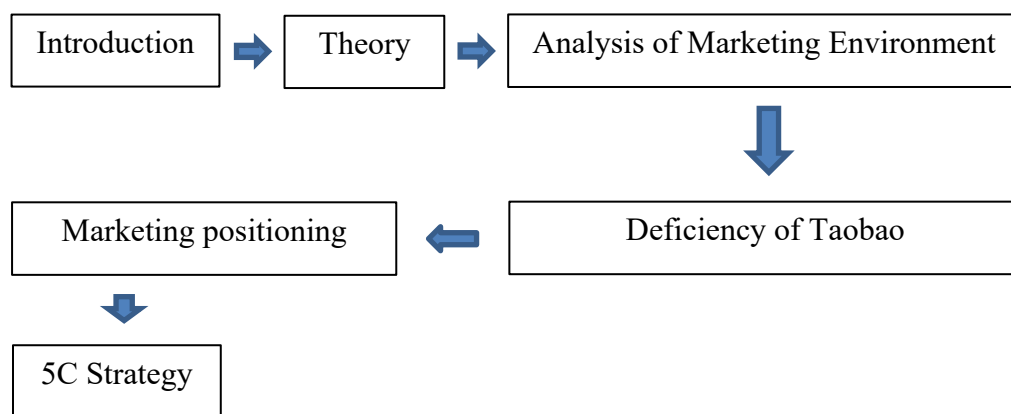 Introduction
Theory
Analysis of Marketing Environment
Deficiency of Taobao
Marketing positioning
5C Strategy